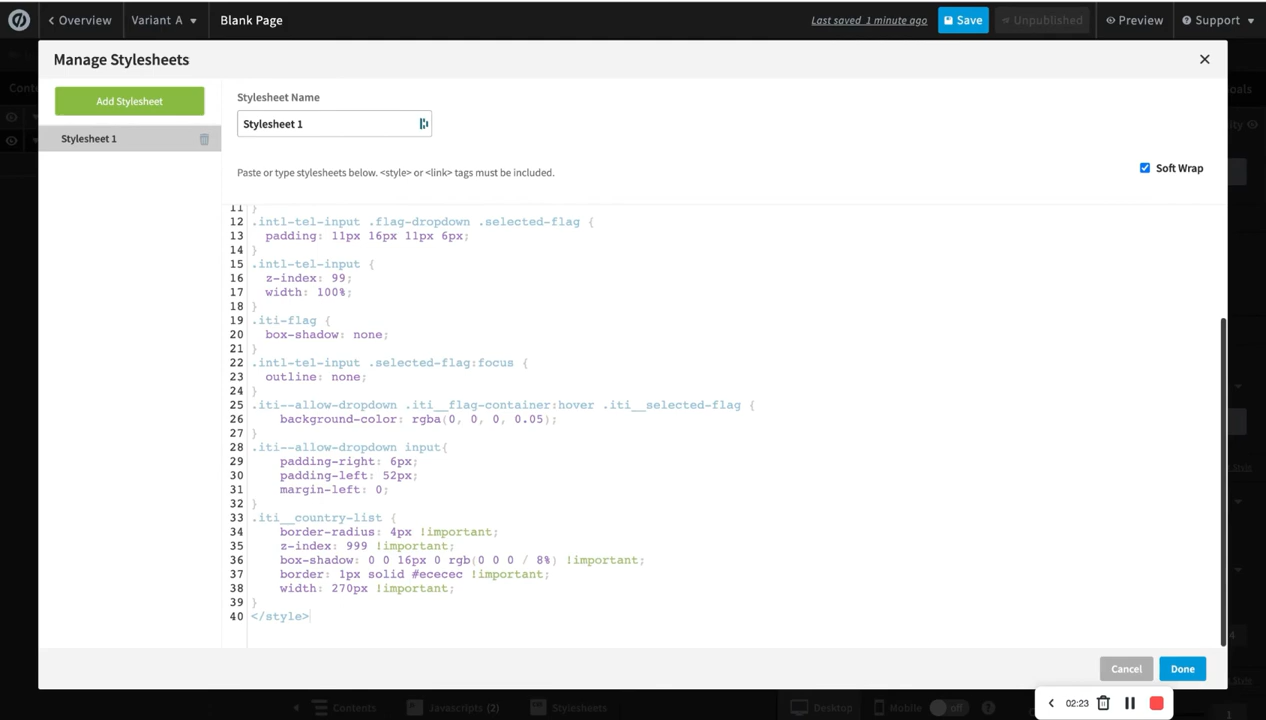 Overview
Variant A
Blank Page
Last saved 1 minute ago
Save
Unpublished
Preview
Support
Manage Stylesheets
Add Stylesheet
Stylesheet 1
Stylesheet Name
Stylesheet 1
Paste or type stylesheets below. <style> or <link> tags must be included.
Soft Wrap
11 }
12 .intl-tel-input .flag-dropdown .selected-flag {
13 padding: 11px 16px 11px 6px;
14 }
15 .intl-tel-input {
16 z-index: 99;
17 width: 100%;
18 }
19 .iti-flag {
20 box-shadow: none;
21 }
22 .intl-tel-input .selected-flag:focus {
23 outline: none;
24 }
25 .iti--allow-dropdown .iti__flag-container:hover .iti__selected-flag {
26 background-color: rgba(0, 0, 0, 0.05);
27 }
28 .iti--allow-dropdown input{
29 padding-right: 6px;
30 padding-left: 52px;
31 margin-left: 0;
32 }
33 .iti__country-list {
34 border-radius: 4px !important;
35 z-index: 999 !important;
36 box-shadow: 0 0 16px 0 rgb(0 0 0 / 8%) !important;
37 border: 1px solid #ececec !important;
38 width: 270px !important;
39 }
40 </style>
Cancel
Done
02:23
Contents
Javascripts (2)
Stylesheets
Desktop
Mobile
off